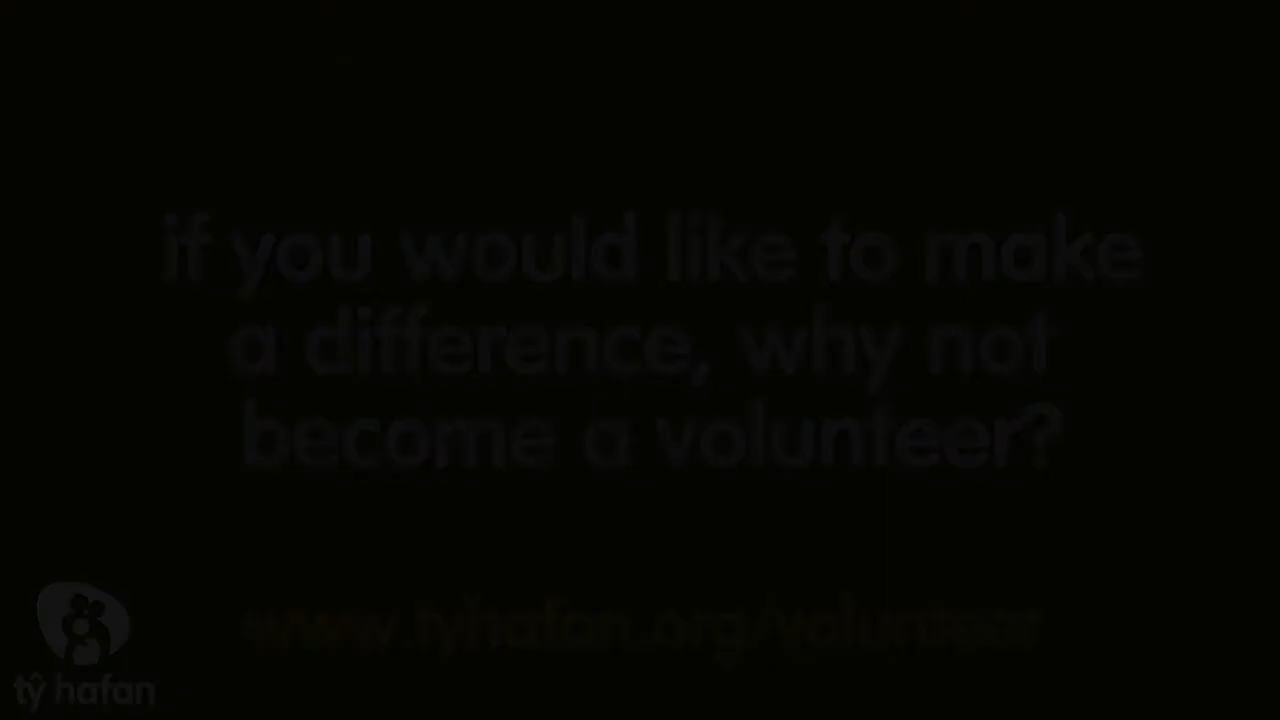 if you would like to make
a difference, why not
become a volunteer?
www.tyhafan.org/volunteer
tŷ hafan